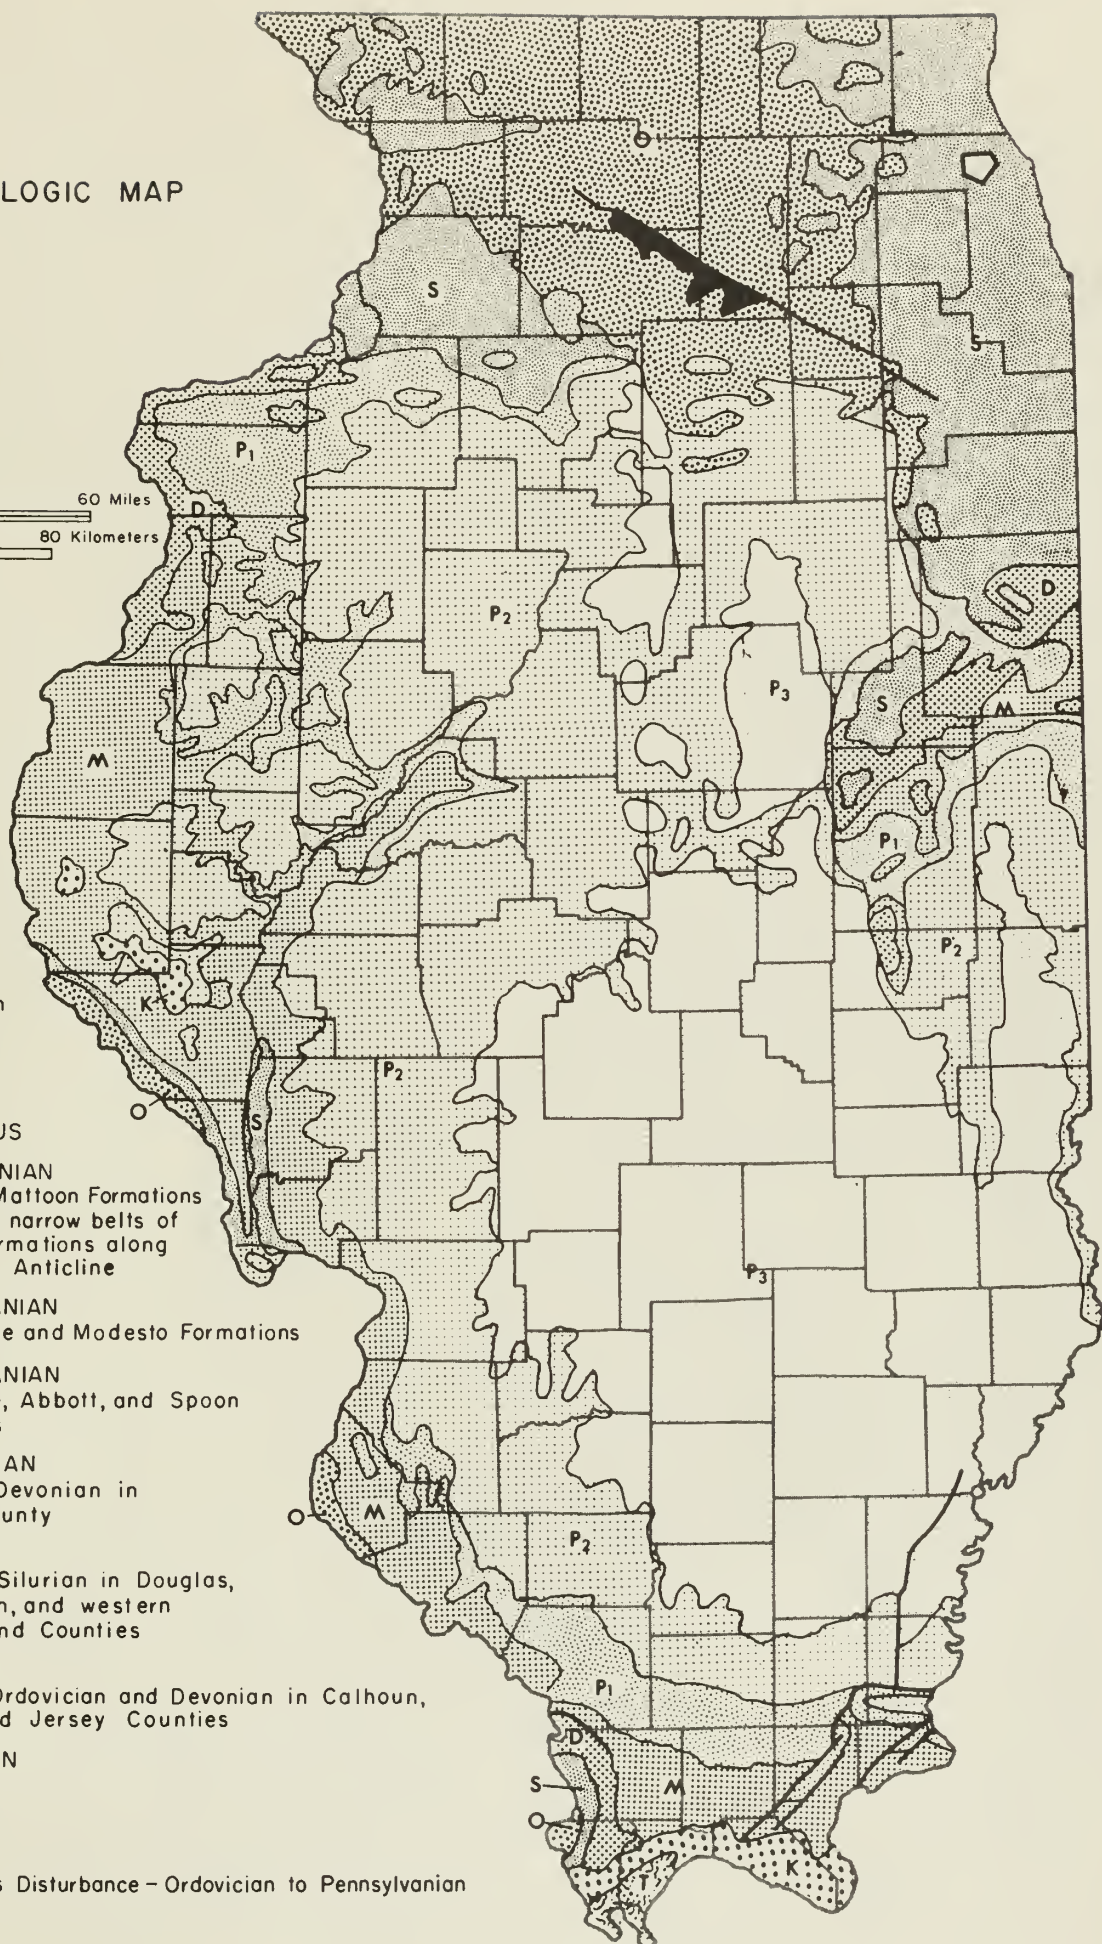 LOGIC MAP
60 Miles
80 Kilometers
O
S
S
P1
D
P2
D
P3
S
M
M
P1
P2
K
P2
O
S
P3
M
O
P2
P1
D
S
M
O
K
T
n
US
NIAN
Mattoon Formations
narrow belts of
rmations along
Anticline
ANIAN
e and Modesto Formations
ANIAN
, Abbott, and Spoon
s
AN
Devonian in
unty
Silurian in Douglas,
n, and western
nd Counties
Ordovician and Devonian in Calhoun,
d Jersey Counties
N
s Disturbance – Ordovician to Pennsylvanian